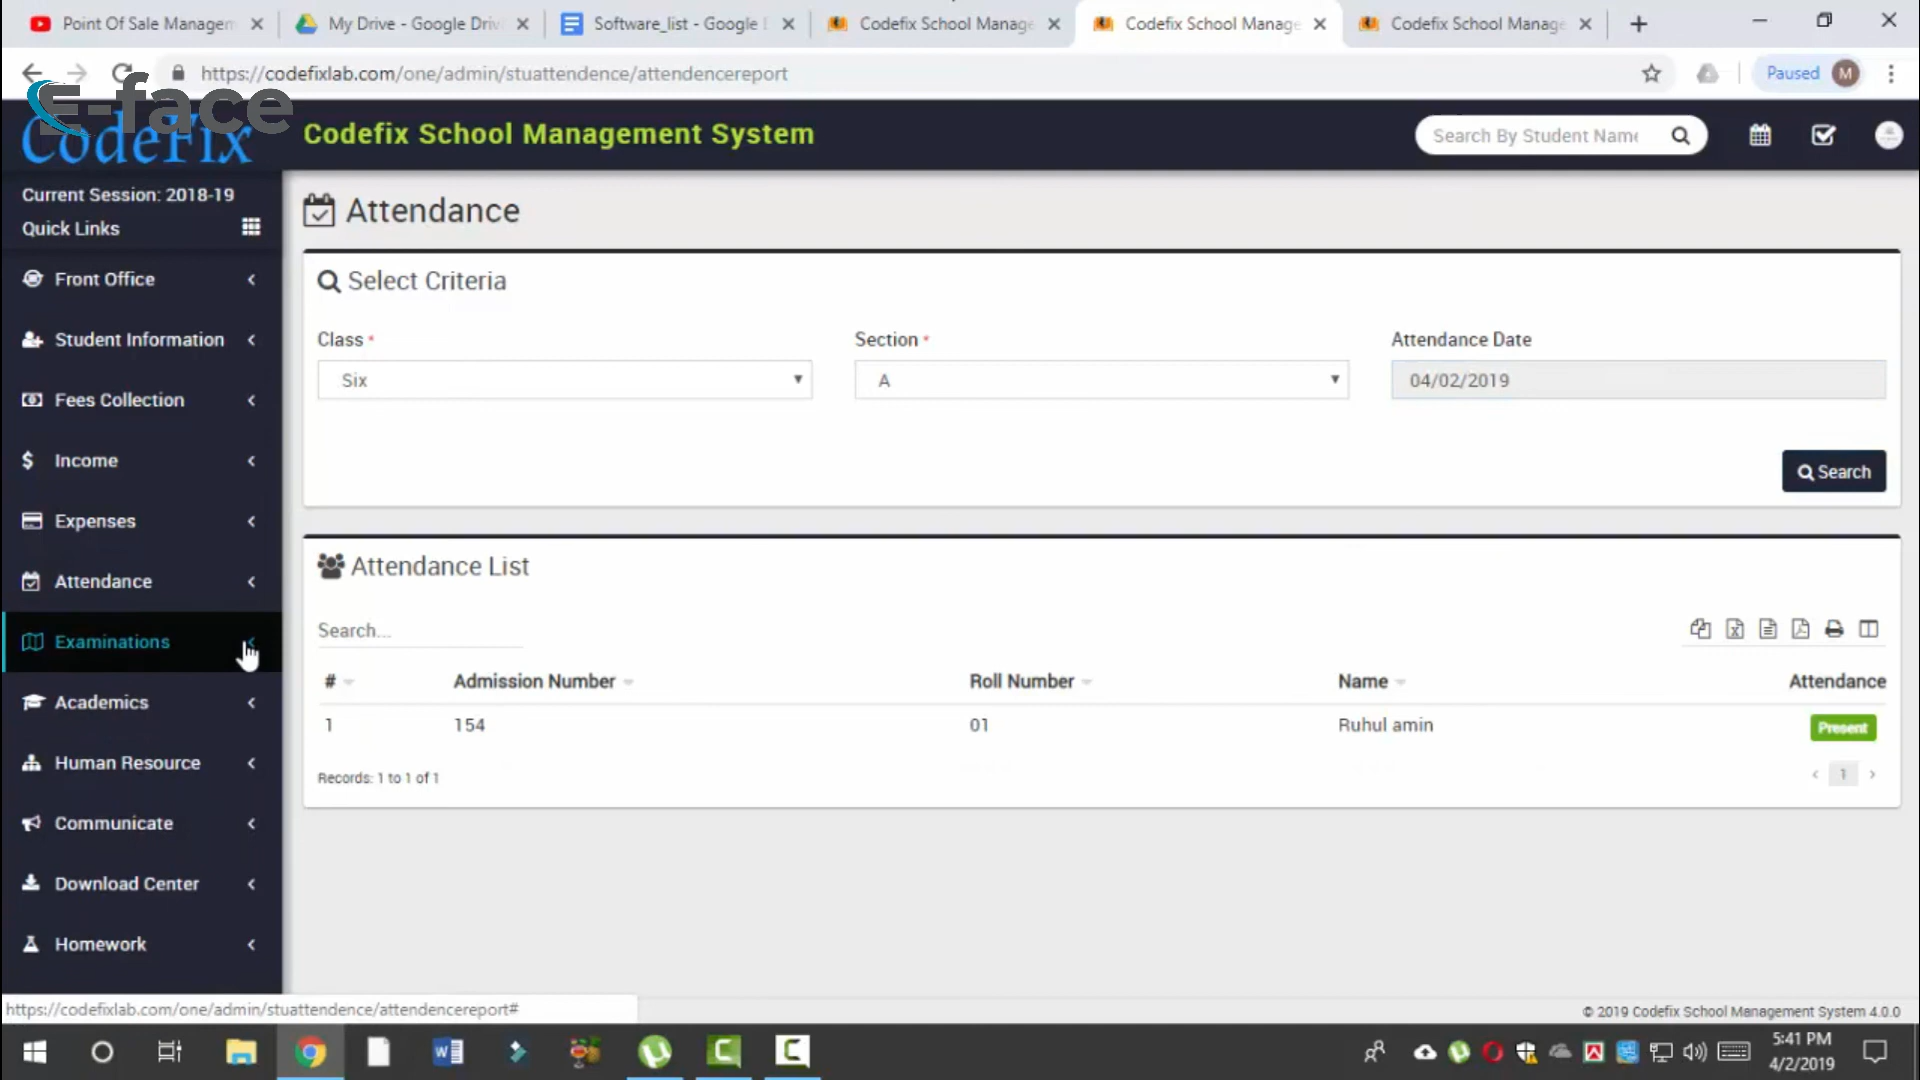 Point Of Sale Managem
My Drive - Google Driv
Software_list - Google
Codefix School Manage
Codefix School Manage
Codefix School Manage
https://codefixlab.com/one/admin/stuattendence/attendencereport
Paused M
E-face
CodeFix
Codefix School Management System
Search By Student Name
Current Session: 2018-19
Quick Links
Front Office
Student Information
Fees Collection
Income
Expenses
Attendance
Examinations
Academics
Human Resource
Communicate
Download Center
Homework
Attendance
Select Criteria
Class * Section * Attendance Date
Six A 04/02/2019
Search
Attendance List
Search...
# Admission Number Roll Number Name Attendance
1 154 01 Ruhul amin Present
Records: 1 to 1 of 1
1
https://codefixlab.com/one/admin/stuattendence/attendencereport#
© 2019 Codefix School Management System 4.0.0
5:41 PM
4/2/2019